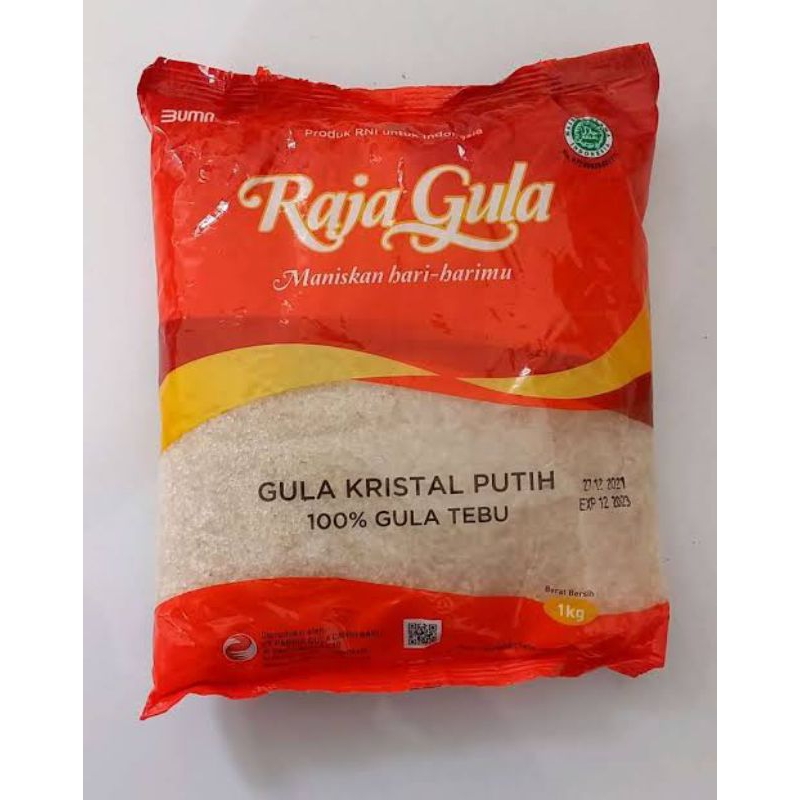 BUMN
Produk RNI untuk Indonesia
Raja Gula
Maniskan hari-harimu
GULA KRISTAL PUTIH
100% GULA TEBU
27 12 2021
EXP 12 2023
Berat Bersih
1kg
INDONESIA